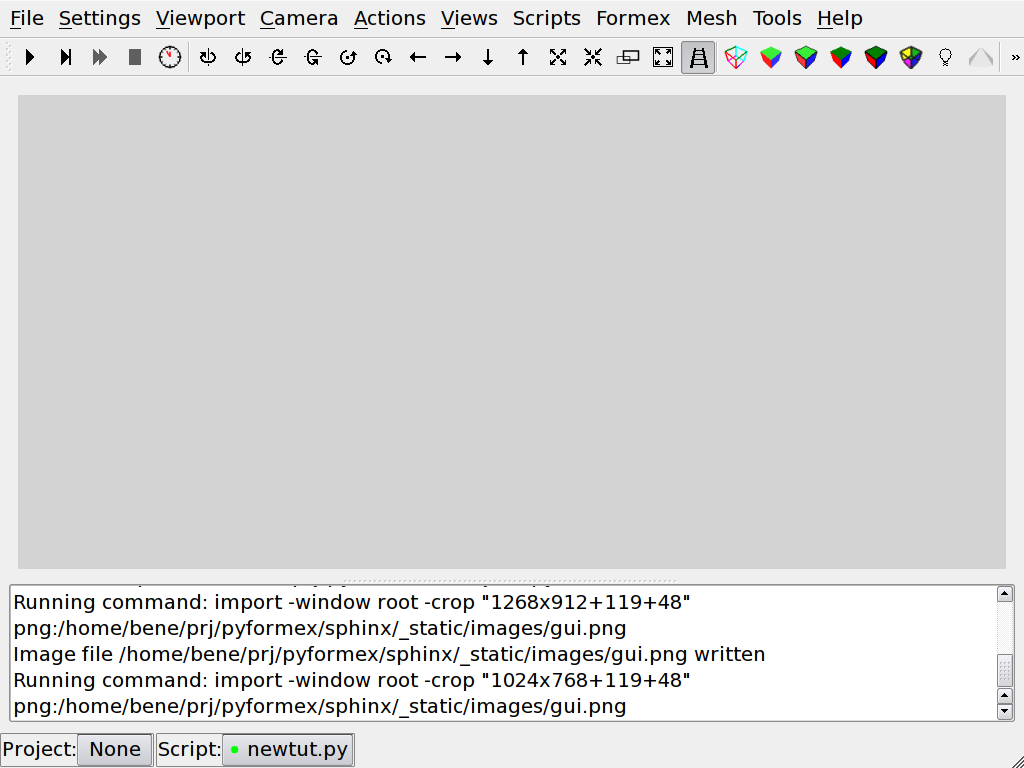 File Settings Viewport Camera Actions Views Scripts Formex Mesh Tools Help
Running command: import -window root -crop "1268x912+119+48"
png:/home/bene/prj/pyformex/sphinx/_static/images/gui.png
Image file /home/bene/prj/pyformex/sphinx/_static/images/gui.png written
Running command: import -window root -crop "1024x768+119+48"
png:/home/bene/prj/pyformex/sphinx/_static/images/gui.png
Project: None Script: newtut.py